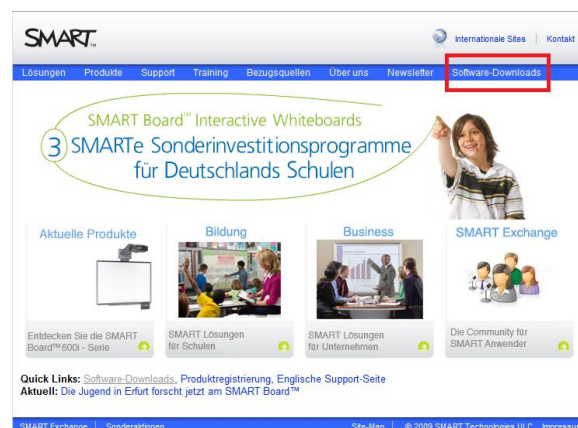 SMART™
Internationale Sites | Kontakt
Lösungen Produkte Support Training Bezugsquellen Über uns Newsletter Software-Downloads
SMART Board™ Interactive Whiteboards
3 SMARTe Sonderinvestitionsprogramme
für Deutschlands Schulen
Aktuelle Produkte Bildung Business SMART Exchange
Entdecken Sie die SMART
Board™600i - Serie
SMART Lösungen
für Schulen
SMART Lösungen
für Unternehmen
Die Community für
SMART Anwender
Quick Links: Software-Downloads, Produktregistrierung, Englische Support-Seite
Aktuell: Die Jugend in Erfurt forscht jetzt am SMART Board™
SMART Exchange | Sonderaktionen Site-Map | © 2009 SMART Technologies ULC